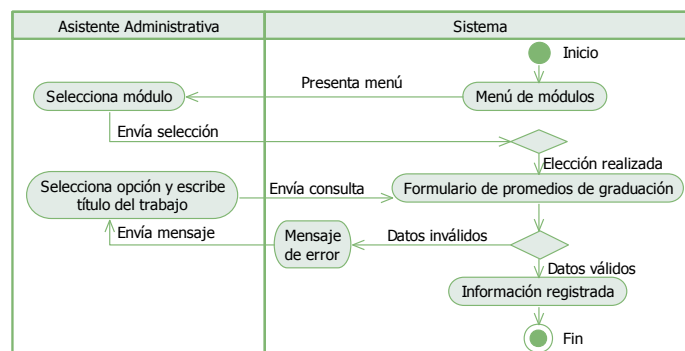 Asistente Administrativa
Sistema
Inicio
Presenta menú
Selecciona módulo
Menú de módulos
Envía selección
Elección realizada
Selecciona opción y escribe
título del trabajo
Envía consulta
Formulario de promedios de graduación
Envía mensaje
Mensaje
de error
Datos inválidos
Datos válidos
Información registrada
Fin